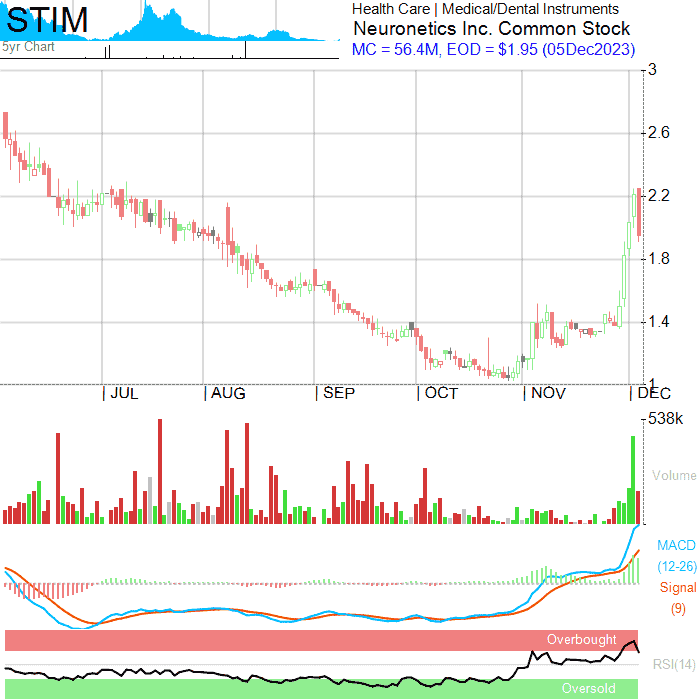 STIM
5yr Chart
Health Care | Medical/Dental Instruments
Neuronetics Inc. Common Stock
MC = 56.4M, EOD = $1.95 (05Dec2023)
3
2.6
2.2
1.8
1.4
1
JUL AUG SEP OCT NOV DEC
538k
Volume
MACD
(12-26)
Signal
(9)
Overbought
RSI(14)
Oversold